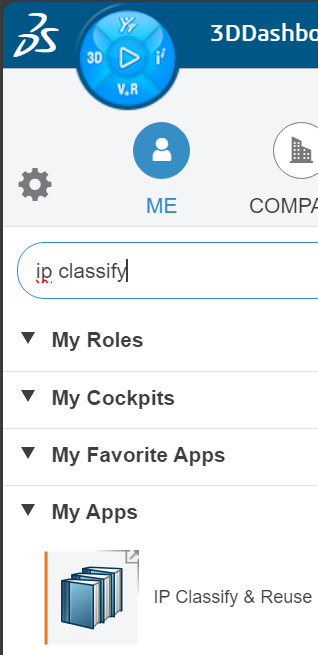 3DDashbo
3D
V.R
ME
COMPA
ip classify
My Roles
My Cockpits
My Favorite Apps
My Apps
IP Classify & Reuse